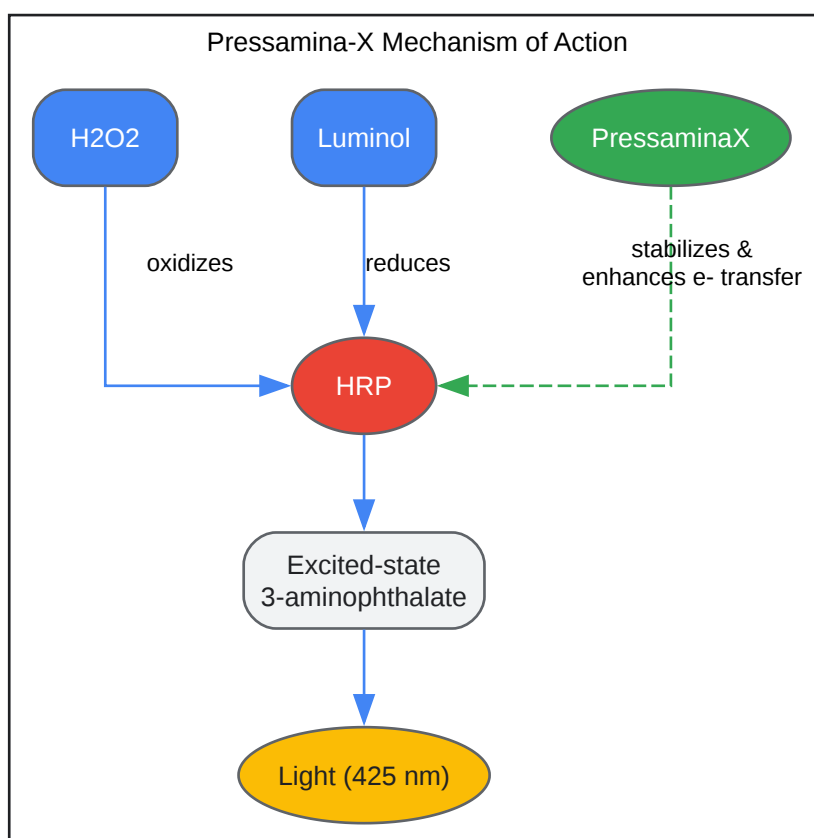 Pressamina-X Mechanism of Action
H2O2
Luminol
PressaminaX
oxidizes
reduces
stabilizes &
enhances e- transfer
HRP
Excited-state
3-aminophthalate
Light (425 nm)